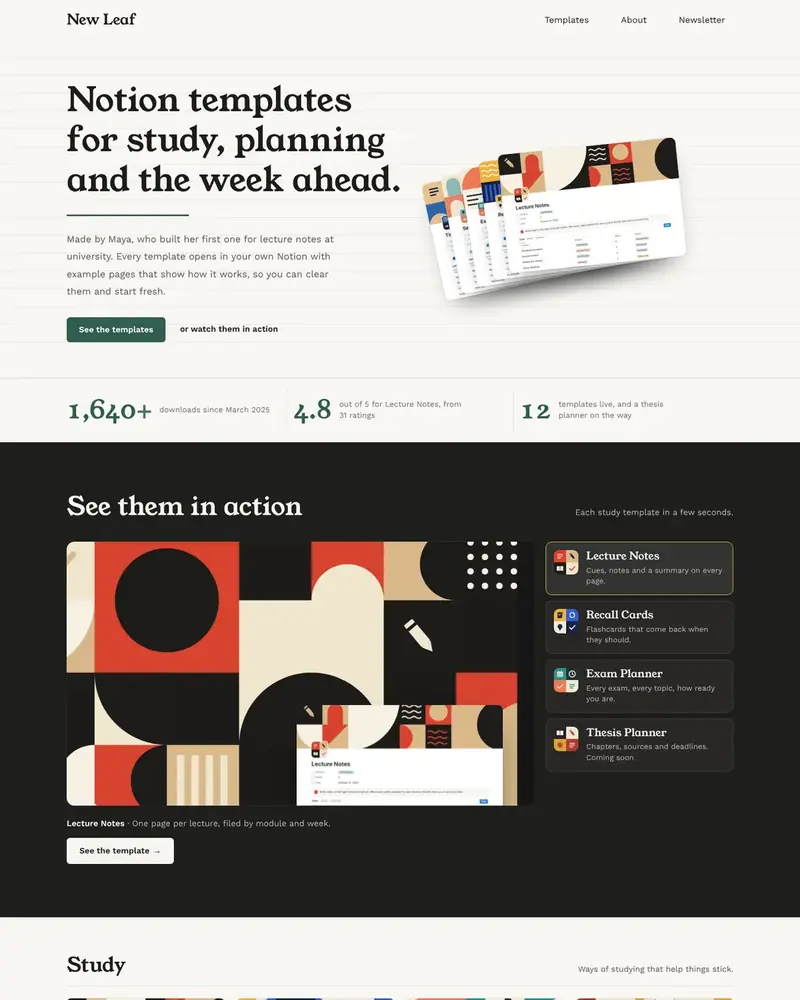 New Leaf
Templates
About
Newsletter
Notion templates
for study, planning
and the week ahead.
Made by Maya, who built her first one for lecture notes at
university. Every template opens in your own Notion with
example pages that show how it works, so you can clear
them and start fresh.
See the templates
or watch them in action
Lecture Notes
1,640+
downloads since March 2025
4.8
out of 5 for Lecture Notes, from
31 ratings
12
templates live, and a thesis
planner on the way
See them in action
Each study template in a few seconds.
Lecture Notes
Lecture Notes
Cues, notes and a summary on every
page.
Recall Cards
Flashcards that come back when
they should.
Exam Planner
Every exam, every topic, how ready
you are.
Thesis Planner
Chapters, sources and deadlines.
Coming soon.
Lecture Notes · One page per lecture, filed by module and week.
See the template →
Study
Ways of studying that help things stick.